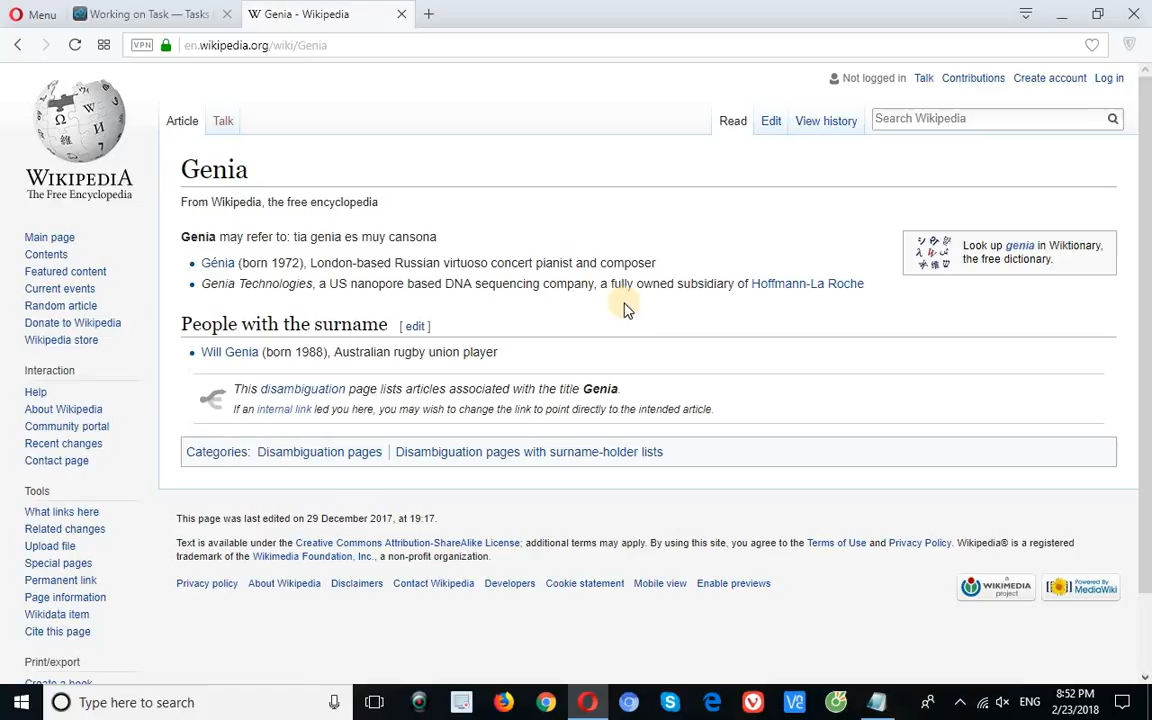 Menu
Working on Task — Tasks
Genia - Wikipedia
VPN
en.wikipedia.org/wiki/Genia
Not logged in Talk Contributions Create account Log in
Article Talk
Read Edit View history
Search Wikipedia
WIKIPEDIA
The Free Encyclopedia
Main page
Contents
Featured content
Current events
Random article
Donate to Wikipedia
Wikipedia store
Interaction
Help
About Wikipedia
Community portal
Recent changes
Contact page
Tools
What links here
Related changes
Upload file
Special pages
Permanent link
Page information
Wikidata item
Cite this page
Print/export
Create a book
Genia
From Wikipedia, the free encyclopedia
Genia may refer to: tia genia es muy cansona
Look up genia in Wiktionary,
the free dictionary.
• Génia (born 1972), London-based Russian virtuoso concert pianist and composer
• Genia Technologies, a US nanopore based DNA sequencing company, a fully owned subsidiary of Hoffmann-La Roche
People with the surname [ edit ]
• Will Genia (born 1988), Australian rugby union player
This disambiguation page lists articles associated with the title Genia.
If an internal link led you here, you may wish to change the link to point directly to the intended article.
Categories: Disambiguation pages | Disambiguation pages with surname-holder lists
This page was last edited on 29 December 2017, at 19:17.
Text is available under the Creative Commons Attribution-ShareAlike License; additional terms may apply. By using this site, you agree to the Terms of Use and Privacy Policy. Wikipedia® is a registered
trademark of the Wikimedia Foundation, Inc., a non-profit organization.
Privacy policy About Wikipedia Disclaimers Contact Wikipedia Developers Cookie statement Mobile view Enable previews
A WIKIMEDIA project
Powered By MediaWiki
Type here to search
ENG
8:52 PM
2/23/2018